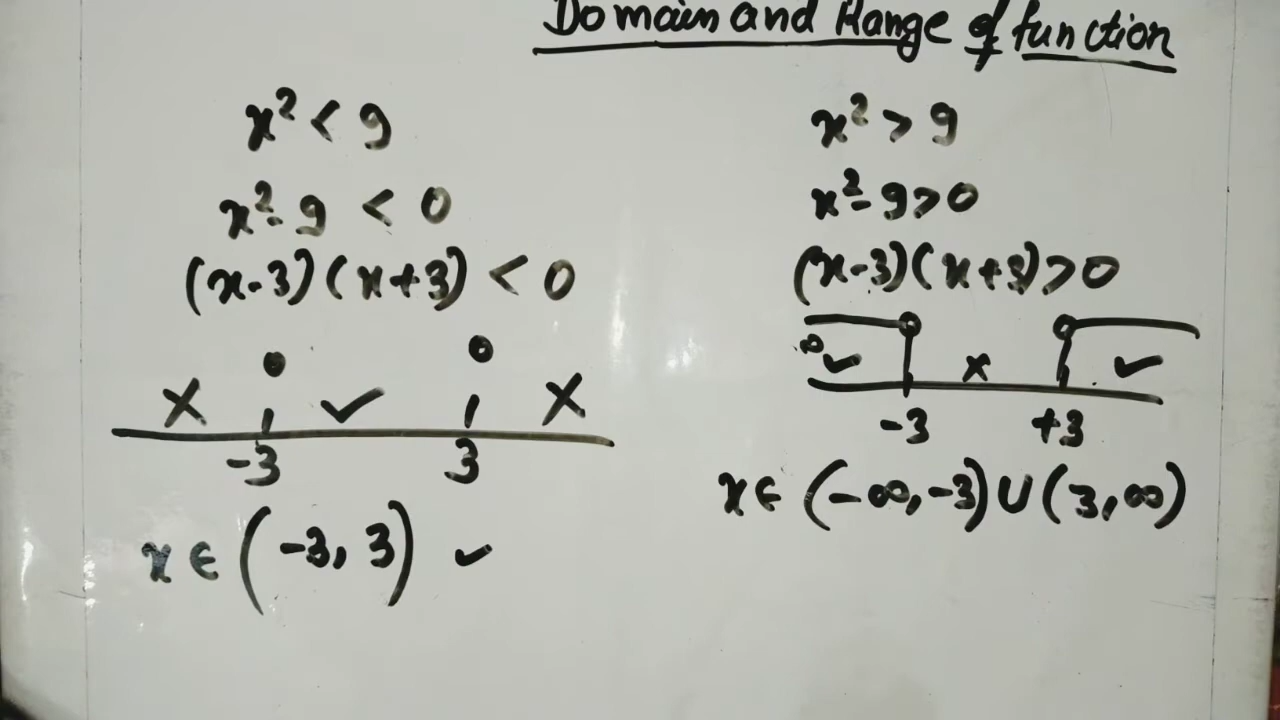 Domain and Range of function
x² < 9
x² - 9 < 0
(x-3)(x+3) < 0
x ✓ x
-3 3
x ∈ (-3, 3) ✓
x² > 9
x² - 9 > 0
(x-3)(x+3) > 0
✓ x ✓
-3 +3
x ∈ (-∞, -3) ∪ (3, ∞)